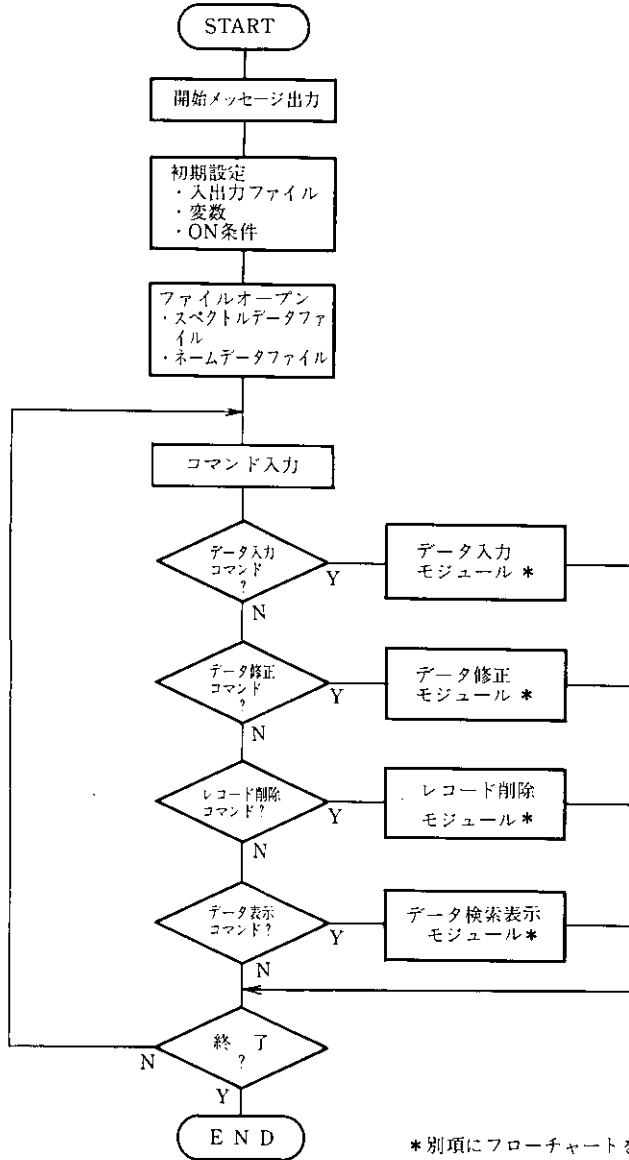 START
開始メッセージ出力
初期設定
・入出力ファイル
・変数
・ON条件
ファイルオープン
・スペクトルデータファ
イル
・ネームデータファイル
コマンド入力
データ入力
コマンド
?
Y
N
データ入力
モジュール *
データ修正
コマンド
?
Y
N
データ修正
モジュール *
レコード削除
コマンド?
Y
N
レコード削除
モジュール*
データ表示
コマンド?
Y
N
データ検索表示
モジュール*
終 了
?
N
Y
E N D
*別項にフローチャートを